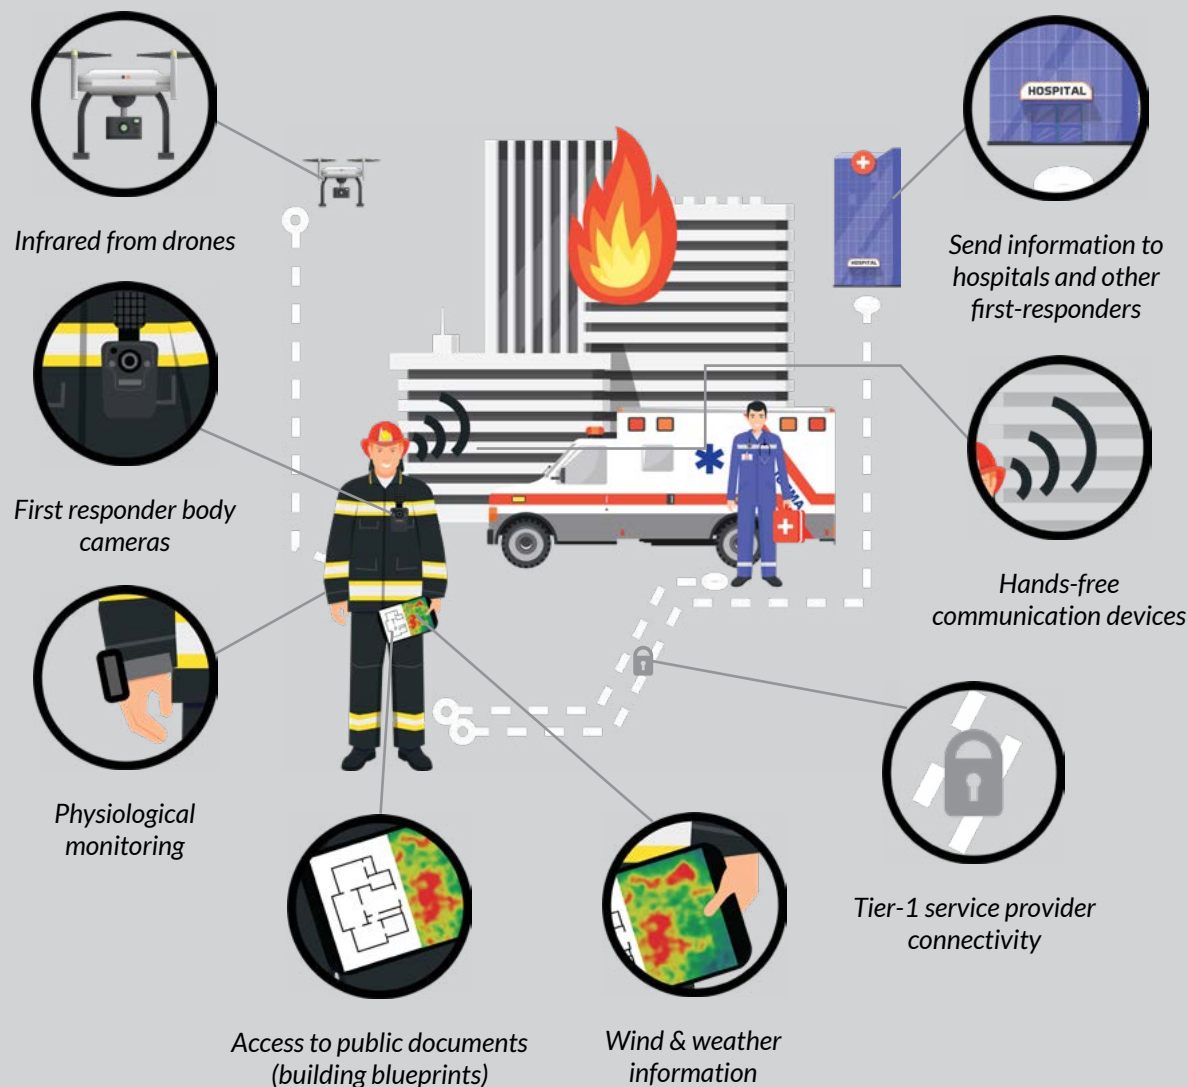 HOSPITAL
Infrared from drones
Send information to
hospitals and other
first-responders
HOSPITAL
First responder body
cameras
Hands-free
communication devices
Physiological
monitoring
Tier-1 service provider
connectivity
Access to public documents
(building blueprints)
Wind & weather
information